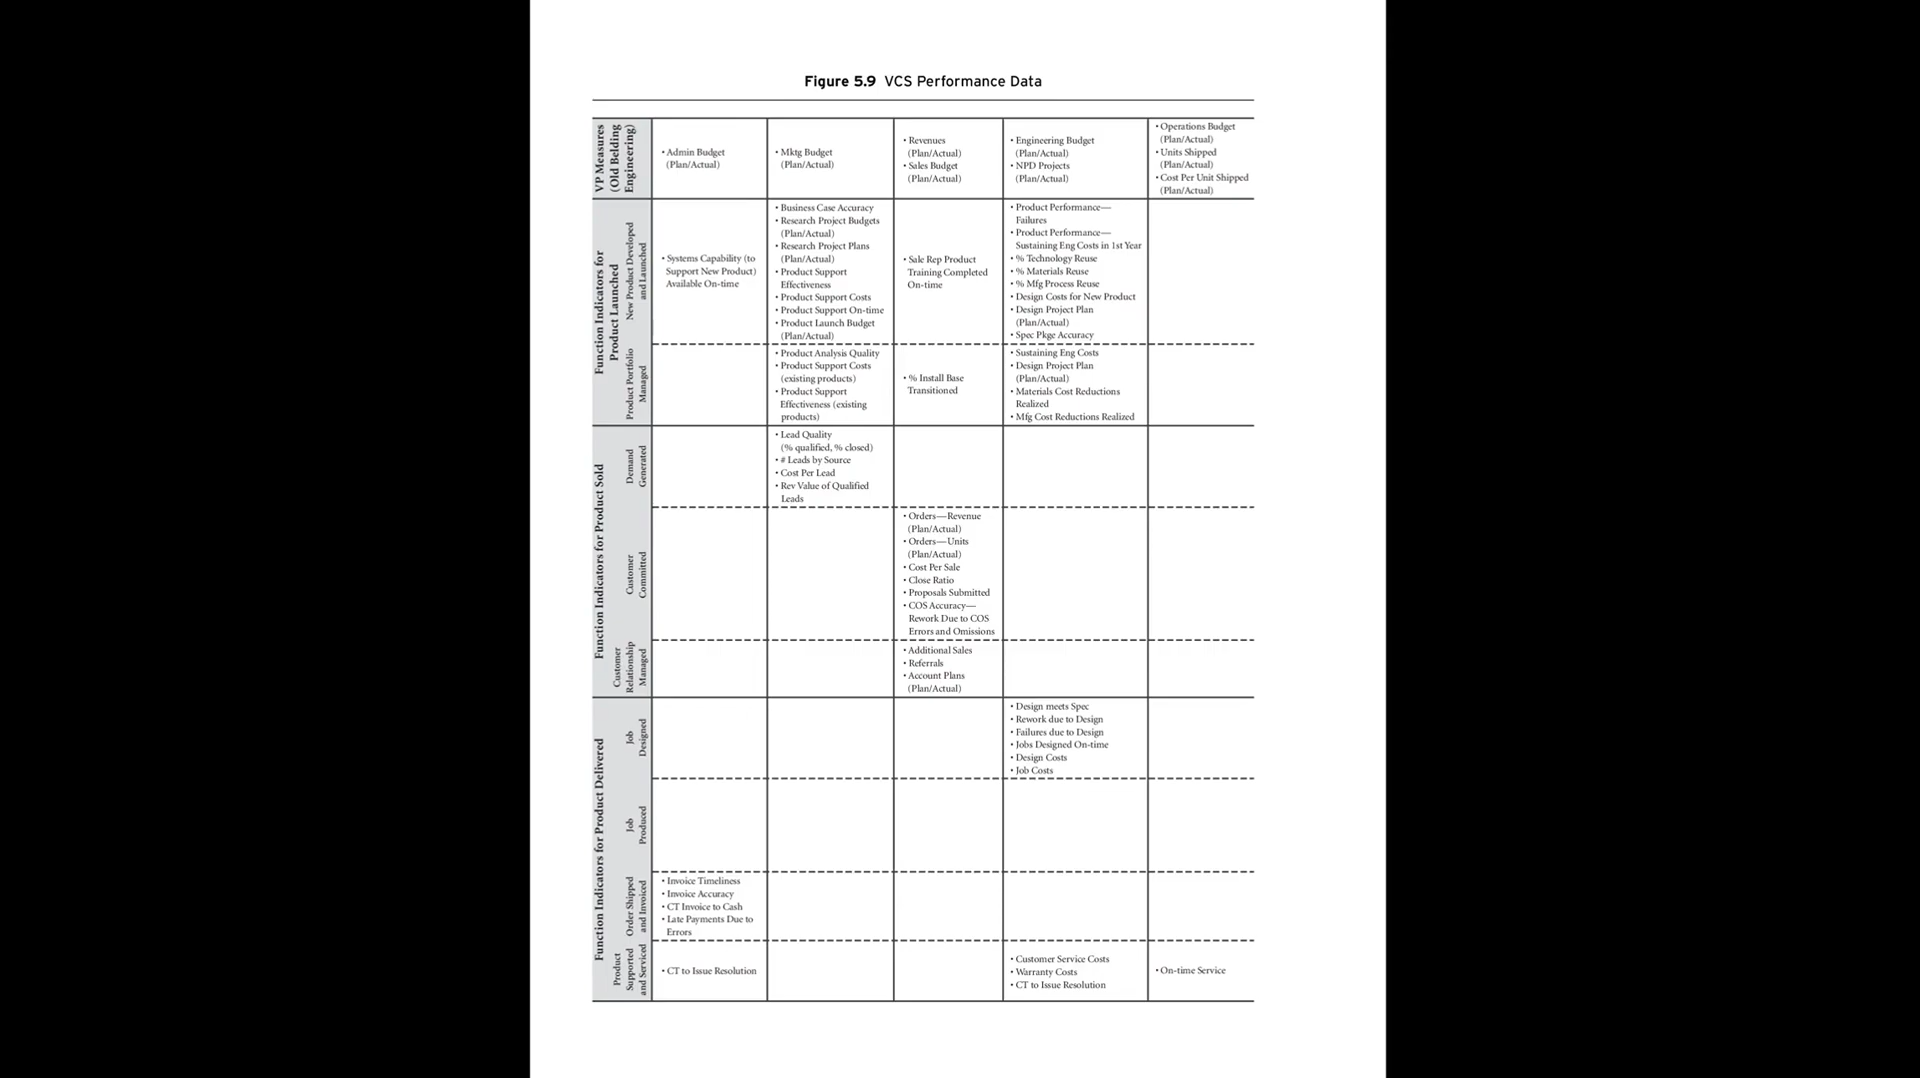 Figure 5.9 VCS Performance Data
VP Measures
(Old Belding
Engineering)
• Admin Budget
(Plan/Actual)
• Mktg Budget
(Plan/Actual)
• Revenues
(Plan/Actual)
• Sales Budget
(Plan/Actual)
• Engineering Budget
(Plan/Actual)
• NPD Projects
(Plan/Actual)
• Operations Budget
(Plan/Actual)
• Units Shipped
(Plan/Actual)
• Cost Per Unit Shipped
(Plan/Actual)
Function Indicators for
Product Launched
New Product Developed
and Launched
• Systems Capability (to
Support New Product)
Available On-time
• Business Case Accuracy
• Research Project Budgets
(Plan/Actual)
• Research Project Plans
(Plan/Actual)
• Product Support
Effectiveness
• Product Support Costs
• Product Support On-time
• Product Launch Budget
(Plan/Actual)
• Sale Rep Product
Training Completed
On-time
• Product Performance—
Failures
• Product Performance—
Sustaining Eng Costs in 1st Year
• % Technology Reuse
• % Materials Reuse
• % Mfg Process Reuse
• Design Costs for New Product
• Design Project Plan
(Plan/Actual)
• Spec Pkge Accuracy
Product Portfolio
Managed
• Product Analysis Quality
• Product Support Costs
(existing products)
• Product Support
Effectiveness (existing
products)
• % Install Base
Transitioned
• Sustaining Eng Costs
• Design Project Plan
(Plan/Actual)
• Materials Cost Reductions
Realized
• Mfg Cost Reductions Realized
Function Indicators for Product Sold
Demand
Generated
• Lead Quality
(% qualified, % closed)
• # Leads by Source
• Cost Per Lead
• Rev Value of Qualified
Leads
Customer
Committed
• Orders—Revenue
(Plan/Actual)
• Orders—Units
(Plan/Actual)
• Cost Per Sale
• Close Ratio
• Proposals Submitted
• COS Accuracy—
Rework Due to COS
Errors and Omissions
Customer
Relationship
Managed
• Additional Sales
• Referrals
• Account Plans
(Plan/Actual)
Function Indicators for Product Delivered
Job
Designed
• Design meets Spec
• Rework due to Design
• Failures due to Design
• Jobs Designed On-time
• Design Costs
• Job Costs
Job
Produced
Order Shipped
and Invoiced
• Invoice Timeliness
• Invoice Accuracy
• CT Invoice to Cash
• Late Payments Due to
Errors
Product
Supported
and Serviced
• CT to Issue Resolution
• Customer Service Costs
• Warranty Costs
• CT to Issue Resolution
• On-time Service